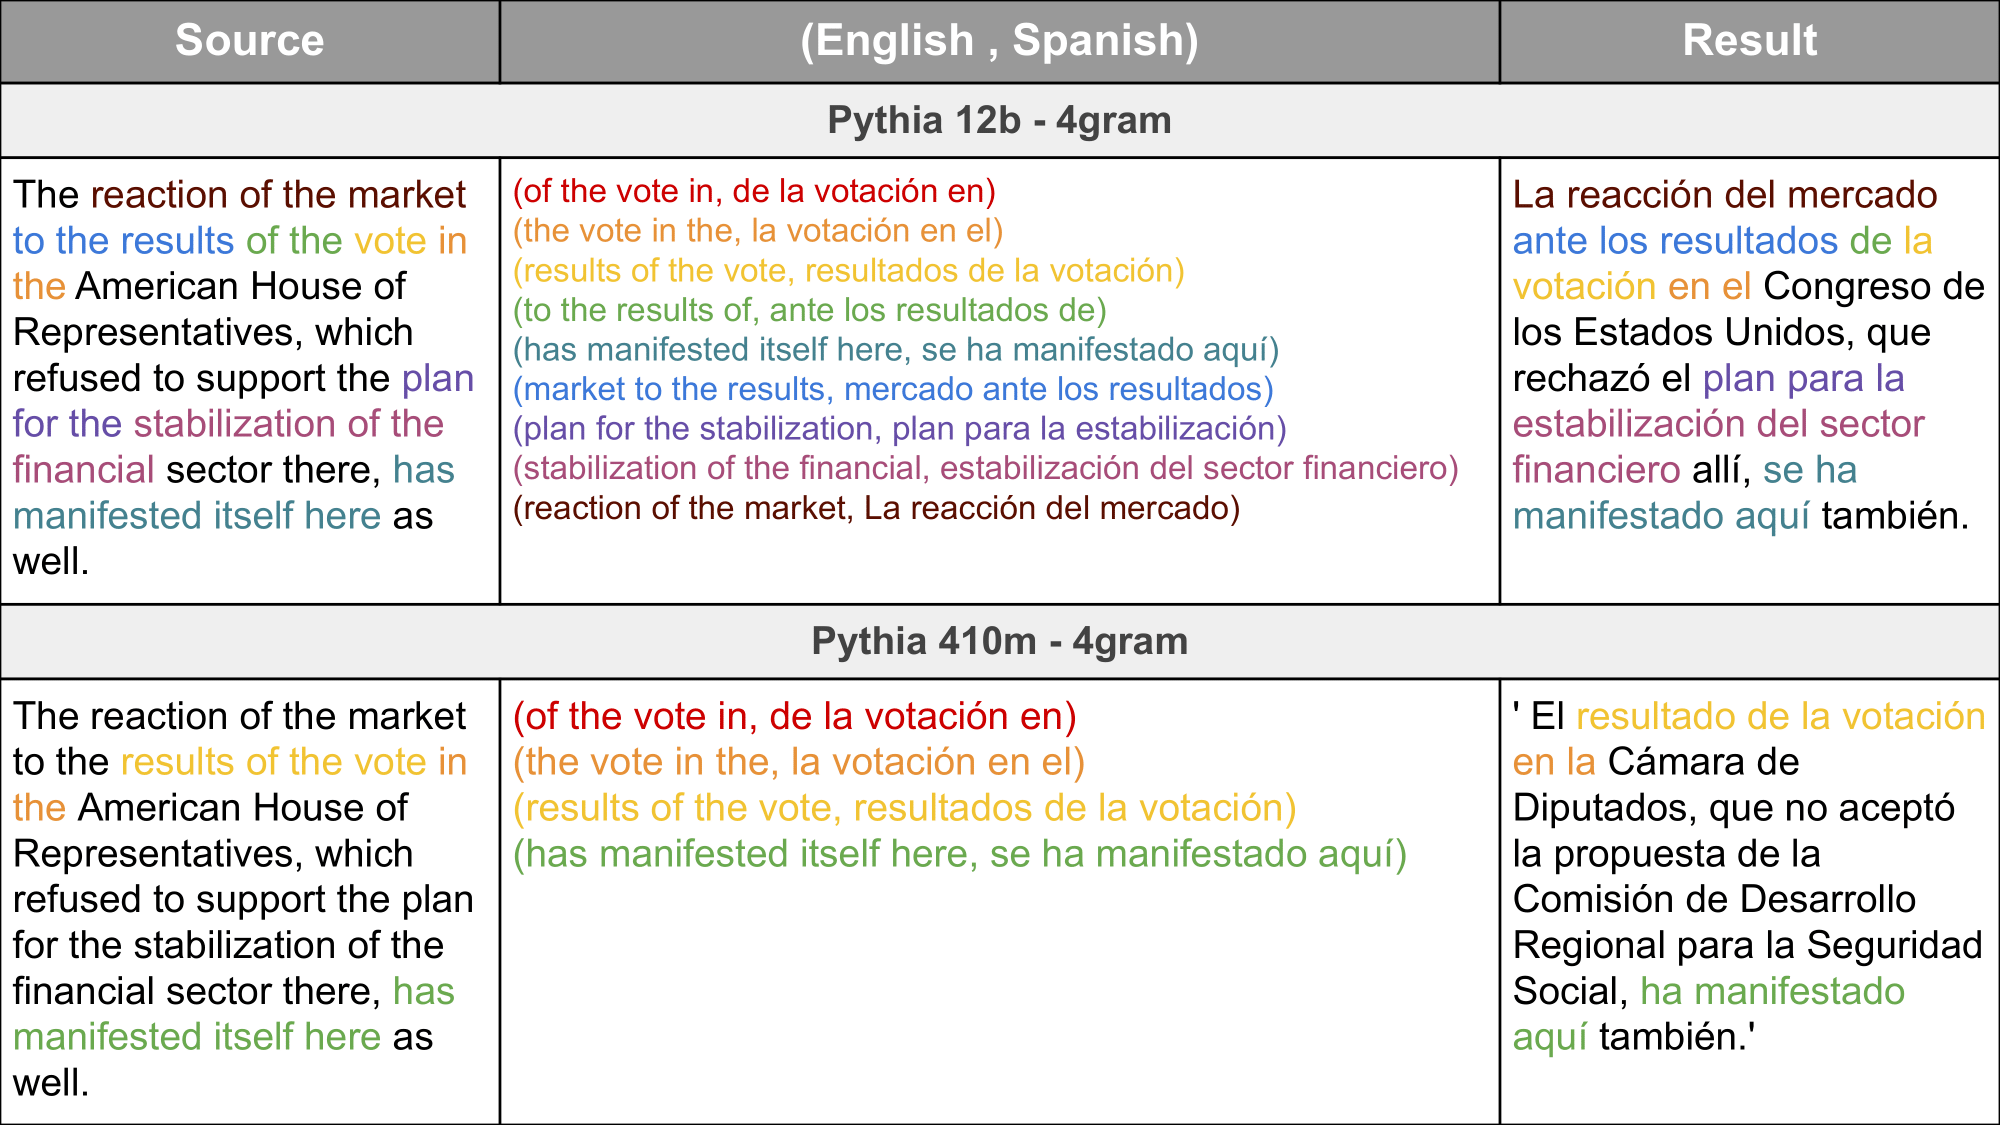 Source
(English , Spanish)
Result
Pythia 12b - 4gram
The reaction of the market
to the results of the vote in
the American House of
Representatives, which
refused to support the plan
for the stabilization of the
financial sector there, has
manifested itself here as
well.
(of the vote in, de la votación en)
(the vote in the, la votación en el)
(results of the vote, resultados de la votación)
(to the results of, ante los resultados de)
(has manifested itself here, se ha manifestado aquí)
(market to the results, mercado ante los resultados)
(plan for the stabilization, plan para la estabilización)
(stabilization of the financial, estabilización del sector financiero)
(reaction of the market, La reacción del mercado)
La reacción del mercado
ante los resultados de la
votación en el Congreso de
los Estados Unidos, que
rechazó el plan para la
estabilización del sector
financiero allí, se ha
manifestado aquí también.
Pythia 410m - 4gram
The reaction of the market
to the results of the vote in
the American House of
Representatives, which
refused to support the plan
for the stabilization of the
financial sector there, has
manifested itself here as
well.
(of the vote in, de la votación en)
(the vote in the, la votación en el)
(results of the vote, resultados de la votación)
(has manifested itself here, se ha manifestado aquí)
' El resultado de la votación
en la Cámara de
Diputados, que no aceptó
la propuesta de la
Comisión de Desarrollo
Regional para la Seguridad
Social, ha manifestado
aquí también.'